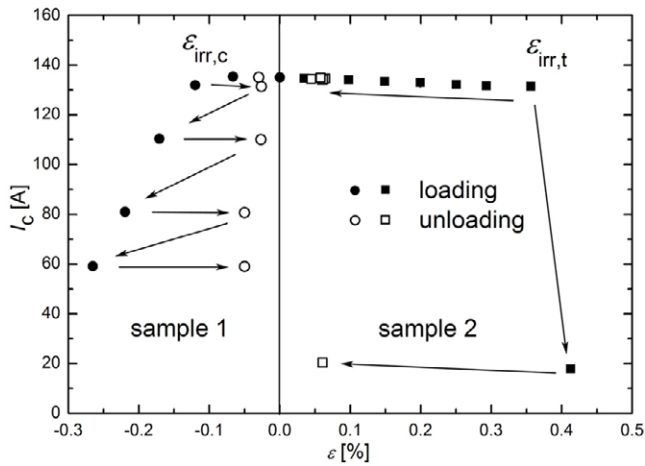 160
140
120
100
80
60
40
20
0
I_c [A]
ε_irr,c
ε_irr,t
loading
unloading
sample 1
sample 2
-0.3 -0.2 -0.1 0.0 0.1 0.2 0.3 0.4 0.5
ε [%]